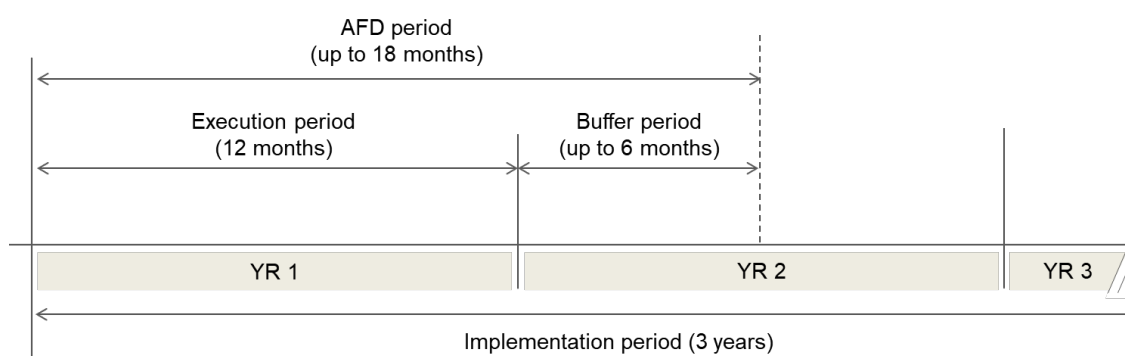 AFD period
(up to 18 months)
Execution period
(12 months)
Buffer period
(up to 6 months)
YR 1
YR 2
YR 3
Implementation period (3 years)